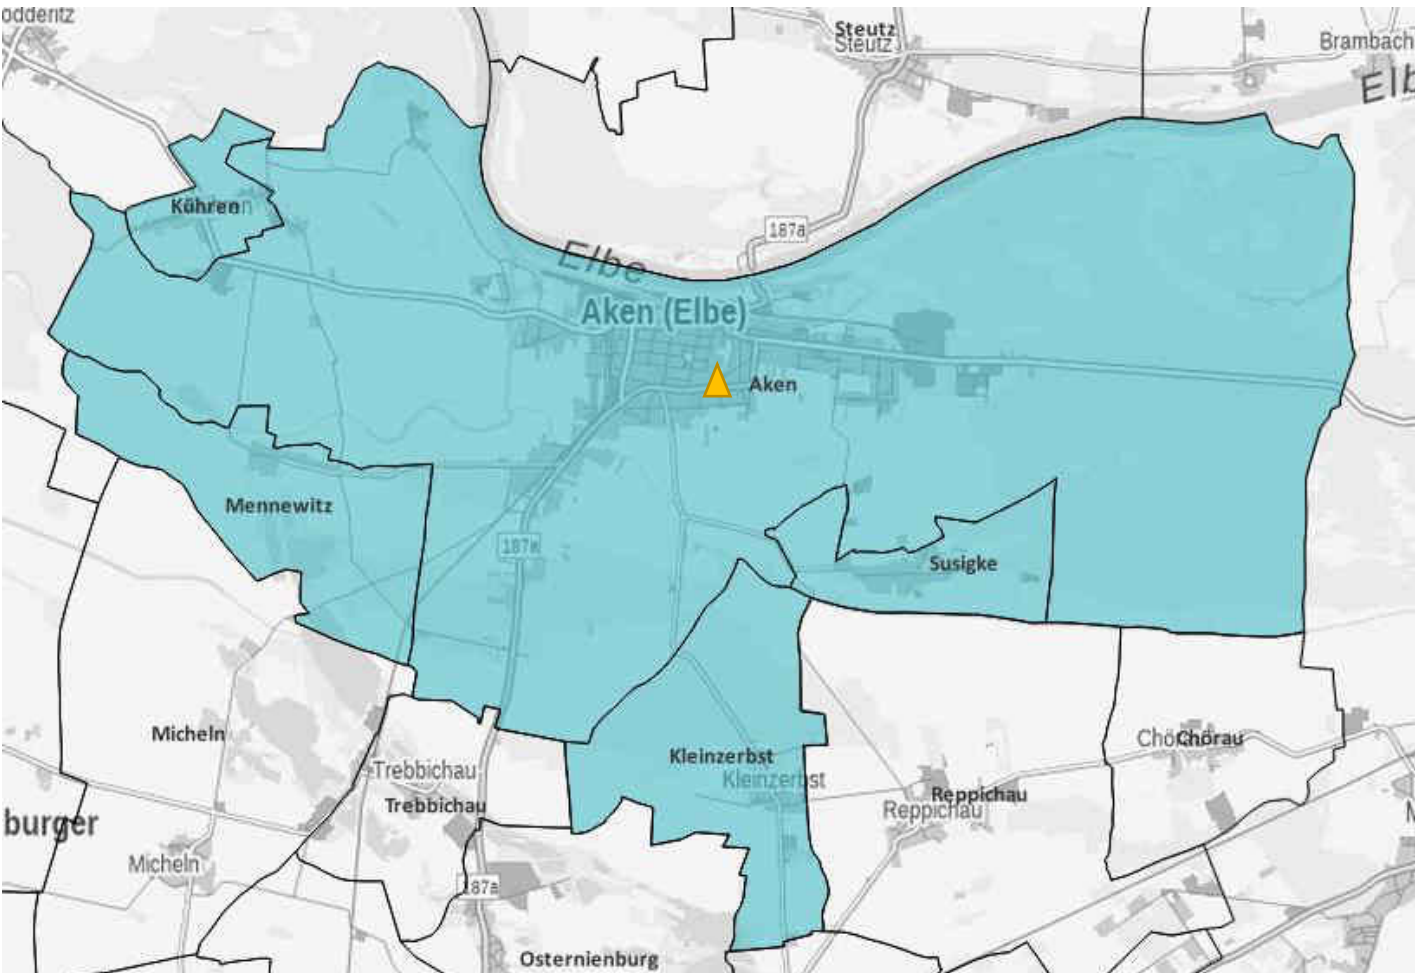 odderitz
Steutz
Steutz
Brambach
Elb
Kühren
187a
Elbe
Aken (Elbe)
Aken
Mennewitz
187a
Susigke
Micheln
Chörau
Kleinzerbst
Trebbichau
Kleinzerbst
Trebbichau
Reppichau
Reppichau
burger
Micheln
187a
Osternienburg